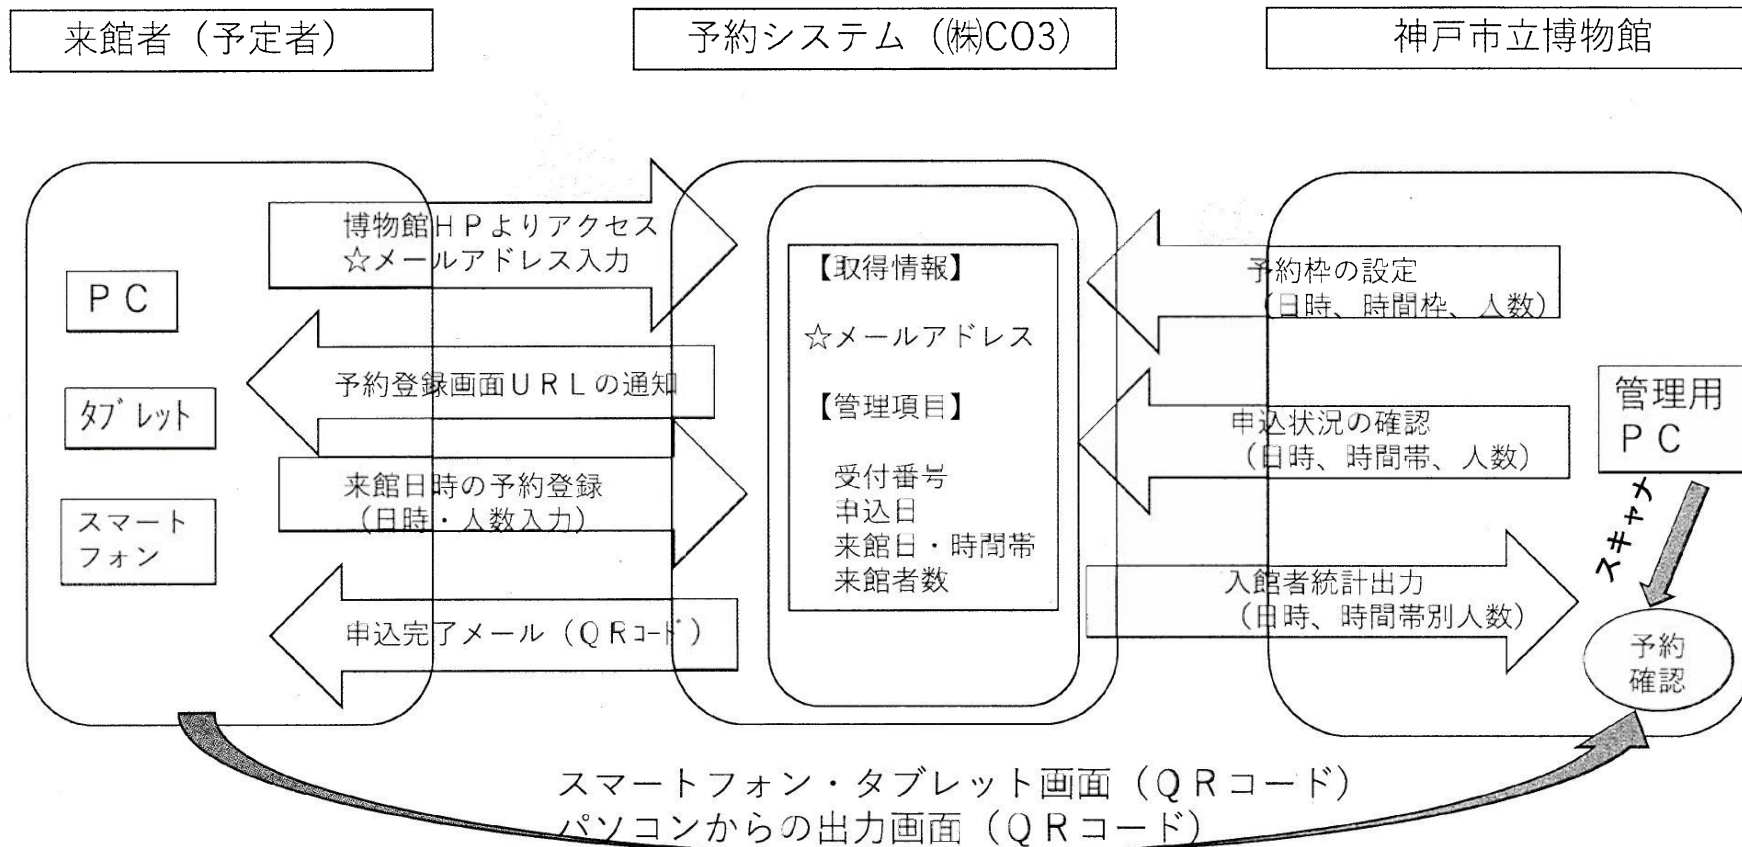 来館者（予定者）
予約システム（㈱CO3）
神戸市立博物館
博物館ＨＰよりアクセス
☆メールアドレス入力
予約登録画面ＵＲＬの通知
来館日時の予約登録
（日時・人数入力）
申込完了メール（ＱＲｺｰﾄﾞ）
ＰＣ
ﾀﾌﾞﾚｯﾄ
スマート
フォン
【取得情報】
☆メールアドレス
【管理項目】
受付番号
申込日
来館日・時間帯
来館者数
予約枠の設定
（日時、時間枠、人数）
申込状況の確認
（日時、時間帯、人数）
入館者統計出力
（日時、時間帯別人数）
管理用
ＰＣ
スキャナ
予約
確認
スマートフォン・タブレット画面（ＱＲコード）
パソコンからの出力画面（ＱＲコード）